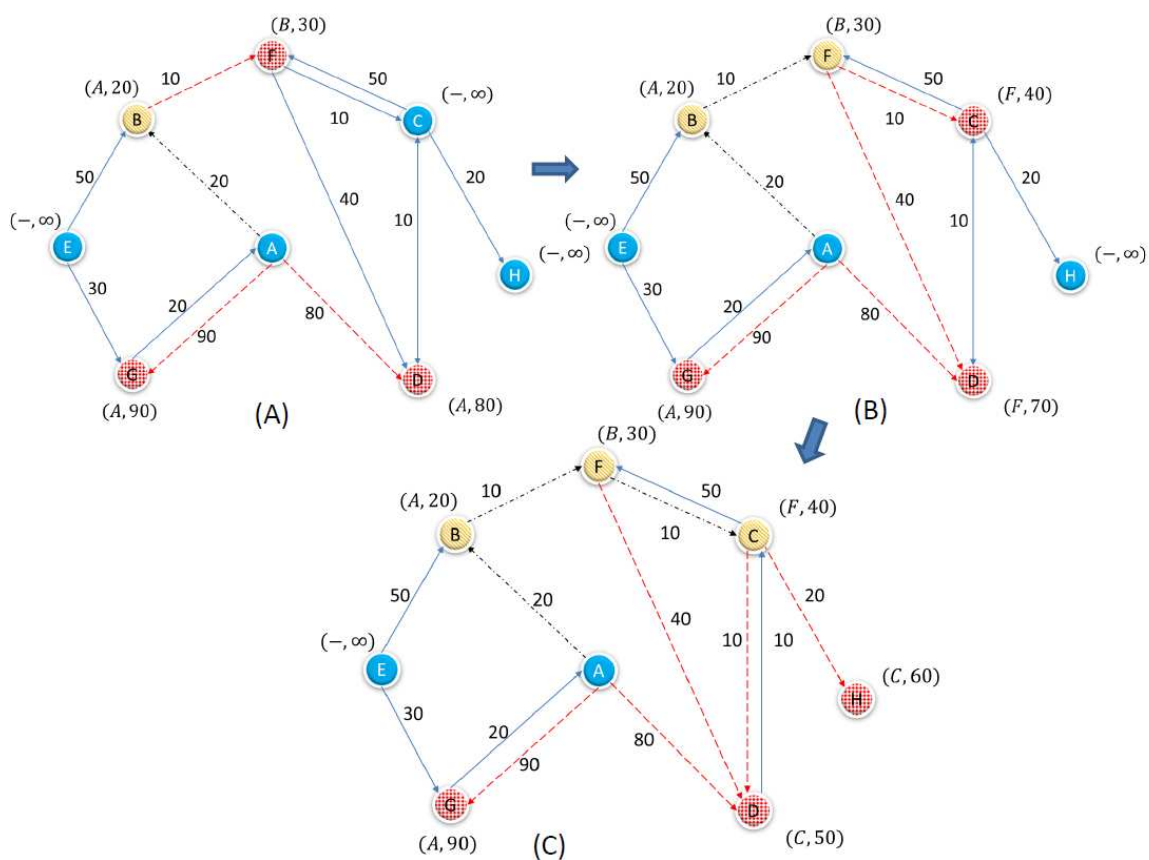 (B, 30)
F
10
50
(A, 20)
(−, ∞)
B
10
C
20
50
20
40
(−, ∞)
10
E
A
(−, ∞)
H
30
20
80
90
G
D
(A, 90)
(A)
(A, 80)
(B, 30)
F
10
50
(A, 20)
(F, 40)
B
10
C
20
50
20
40
(−, ∞)
10
E
A
(−, ∞)
H
30
20
80
90
G
D
(A, 90)
(B)
(F, 70)
(B, 30)
F
10
50
(A, 20)
(F, 40)
B
10
C
20
50
20
40
10
10
(−, ∞)
E
A
(C, 60)
H
30
20
80
90
G
D
(A, 90)
(C)
(C, 50)